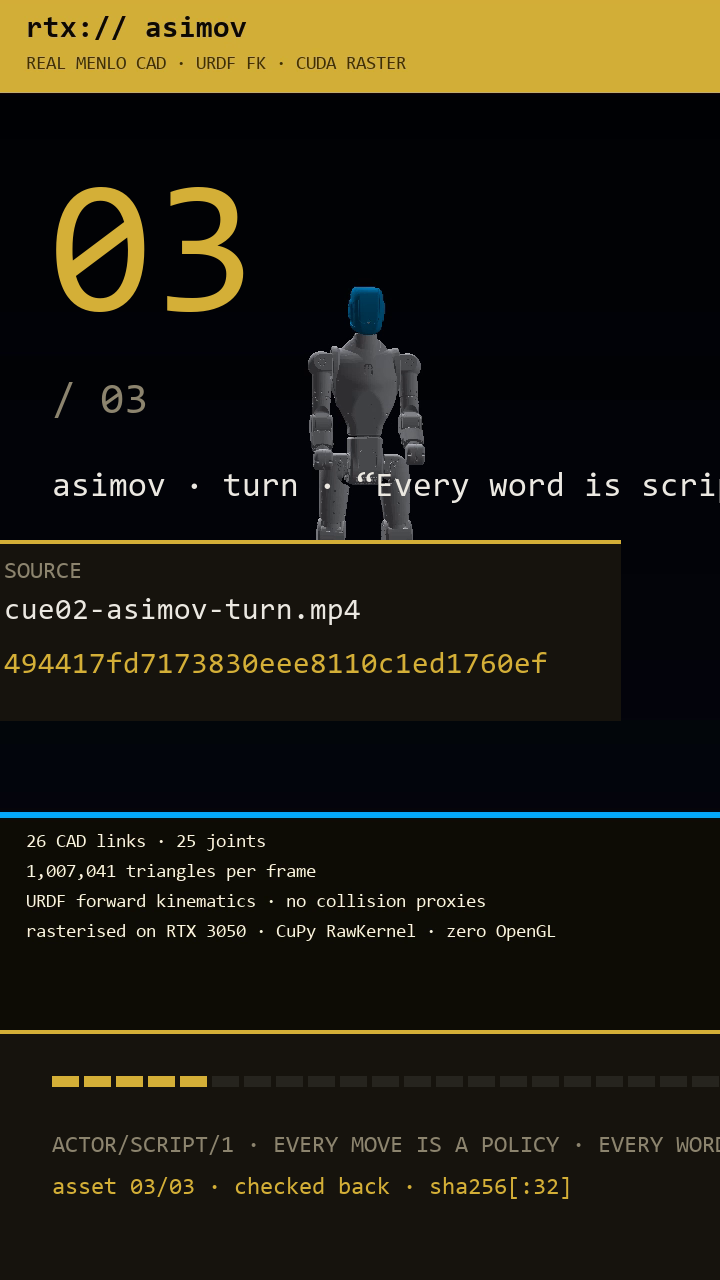 rtx:// asimov
REAL MENLO CAD · URDF FK · CUDA RASTER
03
/ 03
asimov · turn · “Every word is scrip
SOURCE
cue02-asimov-turn.mp4
494417fd7173830eee8110c1ed1760ef
26 CAD links · 25 joints
1,007,041 triangles per frame
URDF forward kinematics · no collision proxies
rasterised on RTX 3050 · CuPy RawKernel · zero OpenGL
ACTOR/SCRIPT/1 · EVERY MOVE IS A POLICY · EVERY WORD
asset 03/03 · checked back · sha256[:32]